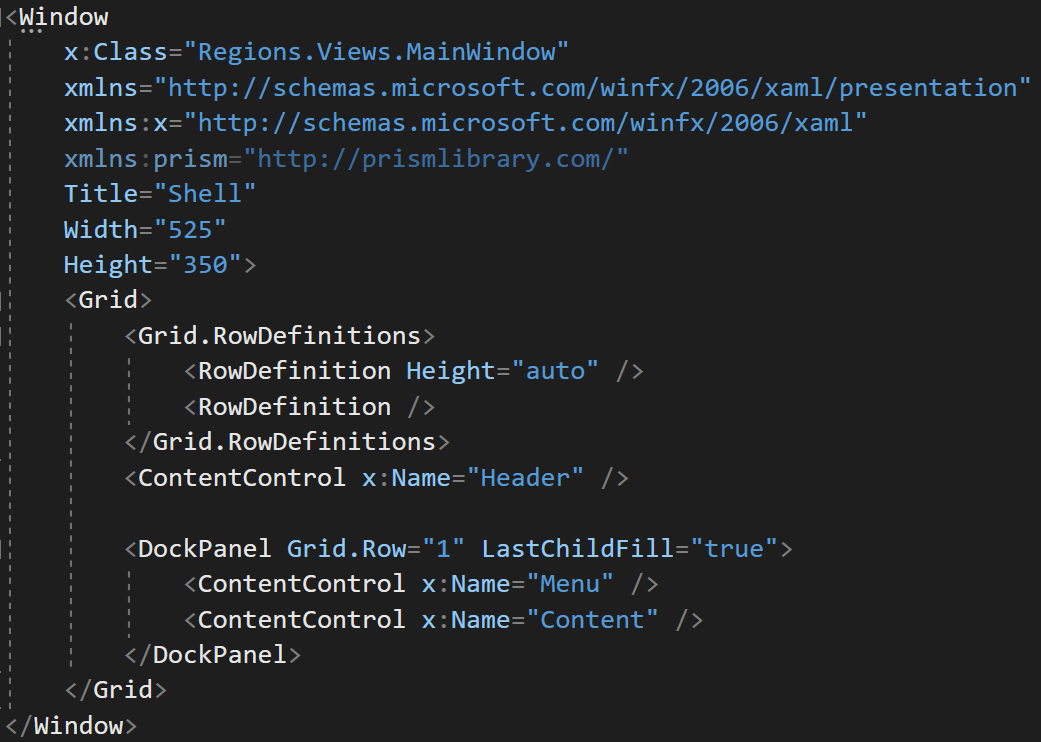 <Window
    x:Class="Regions.Views.MainWindow"
    xmlns="http://schemas.microsoft.com/winfx/2006/xaml/presentation"
    xmlns:x="http://schemas.microsoft.com/winfx/2006/xaml"
    xmlns:prism="http://prismlibrary.com/"
    Title="Shell"
    Width="525"
    Height="350">
    <Grid>
        <Grid.RowDefinitions>
            <RowDefinition Height="auto" />
            <RowDefinition />
        </Grid.RowDefinitions>
        <ContentControl x:Name="Header" />

        <DockPanel Grid.Row="1" LastChildFill="true">
            <ContentControl x:Name="Menu" />
            <ContentControl x:Name="Content" />
        </DockPanel>
    </Grid>
</Window>